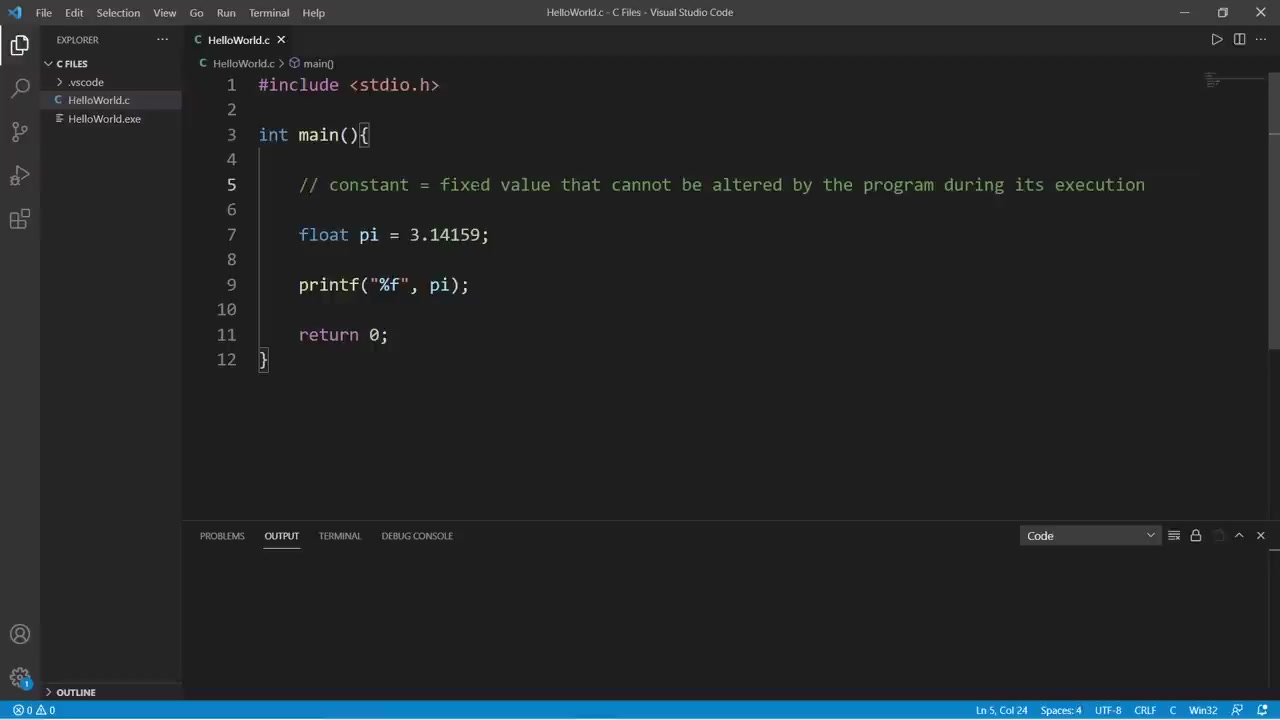 File Edit Selection View Go Run Terminal Help HelloWorld.c - C Files - Visual Studio Code
EXPLORER
C FILES
.vscode
C HelloWorld.c
HelloWorld.exe
OUTLINE
C HelloWorld.c
C HelloWorld.c > main()
1 #include <stdio.h>
2
3 int main(){
4
5 // constant = fixed value that cannot be altered by the program during its execution
6
7 float pi = 3.14159;
8
9 printf("%f", pi);
10
11 return 0;
12 }
PROBLEMS OUTPUT TERMINAL DEBUG CONSOLE Code
1
0 0 Ln 5, Col 24 Spaces: 4 UTF-8 CRLF C Win32